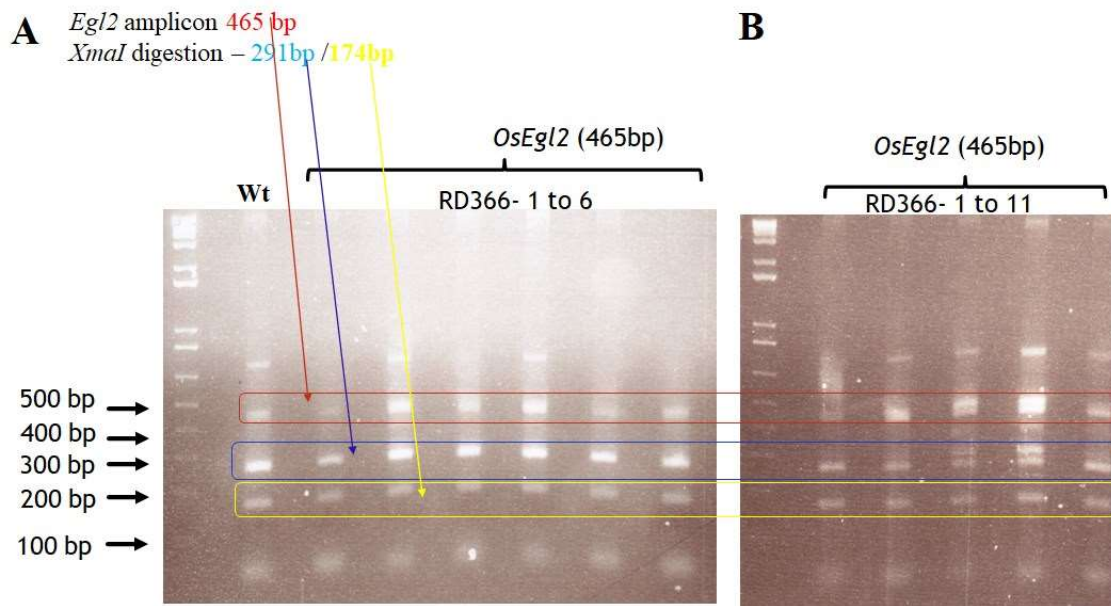 A
Egl2 amplicon 465 bp
XmaI digestion – 291bp /174bp
OsEgl2 (465bp)
Wt
RD366- 1 to 6
500 bp
400 bp
300 bp
200 bp
100 bp
B
OsEgl2 (465bp)
RD366- 1 to 11